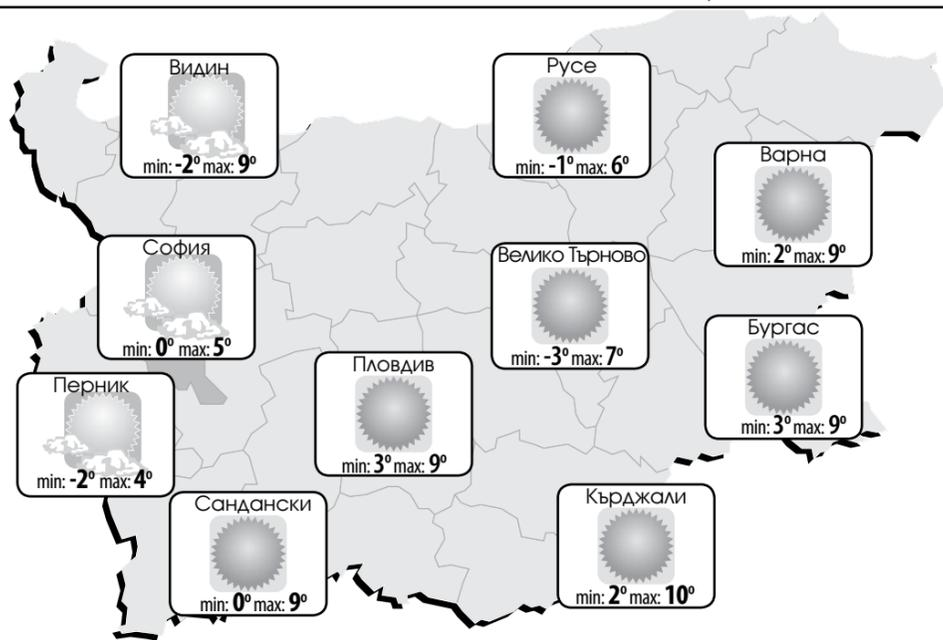 Видин
min: -2° max: 9°
Русе
min: -1° max: 6°
Варна
min: 2° max: 9°
София
min: 0° max: 5°
Велико Търново
min: -3° max: 7°
Бургас
min: 3° max: 9°
Пловдив
min: 3° max: 9°
Перник
min: -2° max: 4°
Сандански
min: 0° max: 9°
Кърджали
min: 2° max: 10°